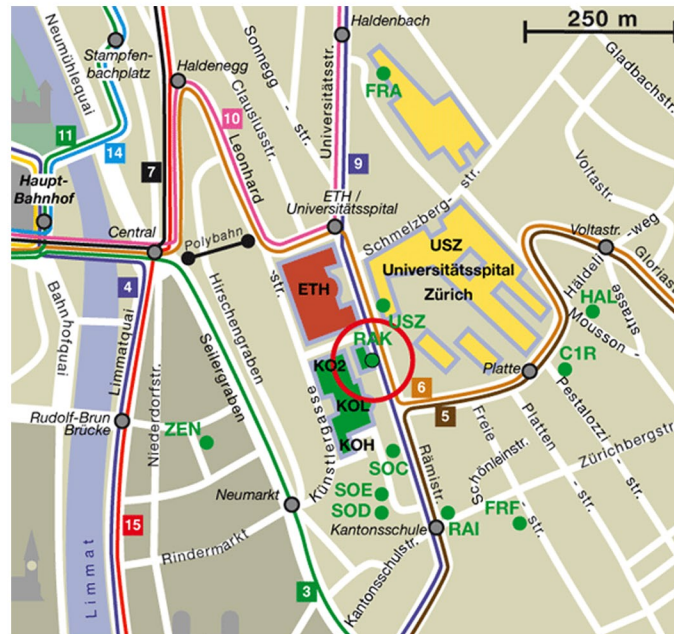 250 m
Haldenbach
Stampfen-
bachplatz
Haldenegg
Neumühlequai
Sonnegg
str.
Clausiusstr.
Universitätsstr.
FRA
Gladbachstr.
11
14
10
Leonhard
str.
7
9
Voltastr.
Haupt-
Bahnhof
ETH /
Universitätsspital
Schmelzberg-
str.
Central
Polybahn
USZ
Universitätsspital
Zürich
Voltastr.
Häldeli
-weg
Gloriastr
4
ETH
Bahnhofquai
Limmatquai
Hirschengraben
USZ
HAL
Mousson
strasse
RAK
KO2
Platte
C1R
Seilergraben
Niederdorfstr.
KOL
6
5
Rudolf-Brun
Brücke
ZEN
KOH
Künstlergasse
Rämistr.
Freie
str.
Platten
str.
Pestalozzi
str.
Schönleinstr.
Zürichbergstr
SOC
Neumarkt
SOE
SOD
RAI
FRF
15
Kantonsschule
Rindermarkt
Kantonsschulstr.
Limmat
3